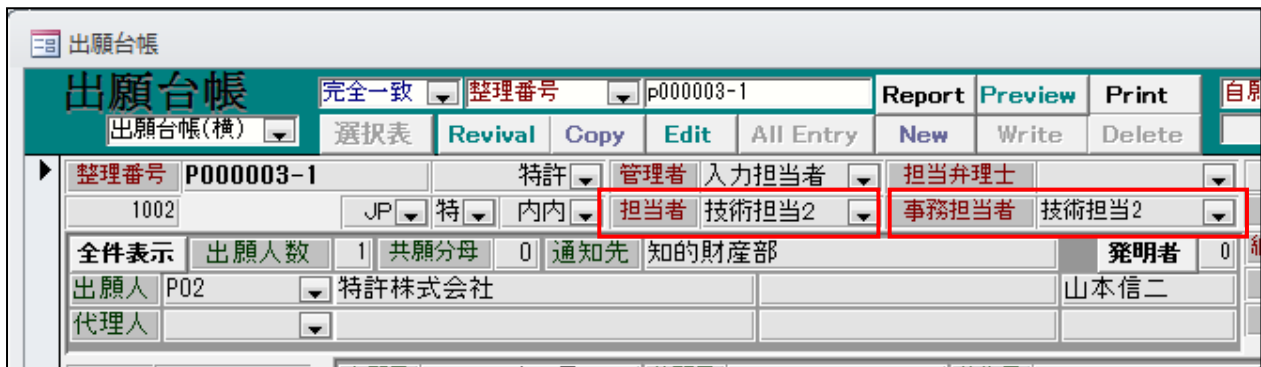 出願台帳
出願台帳 完全一致 整理番号 p000003-1 Report Preview Print
出願台帳(横) 選択表 Revival Copy Edit All Entry New Write Delete
整理番号 P000003-1 特許 管理者 入力担当者 担当弁理士
1002 JP 特 内内 担当者 技術担当2 事務担当者 技術担当2
全件表示 出願人数 1 共願分母 0 通知先 知的財産部 発明者 0
出願人 P02 特許株式会社 山本信二
代理人